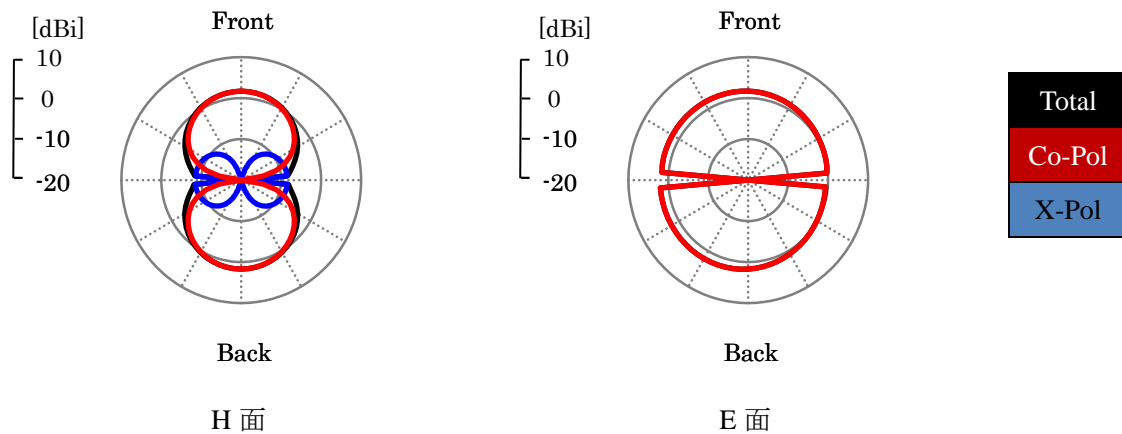 Front
[dBi]
10
0
-10
-20
Back
H 面
Front
[dBi]
10
0
-10
-20
Back
E 面
Total
Co-Pol
X-Pol